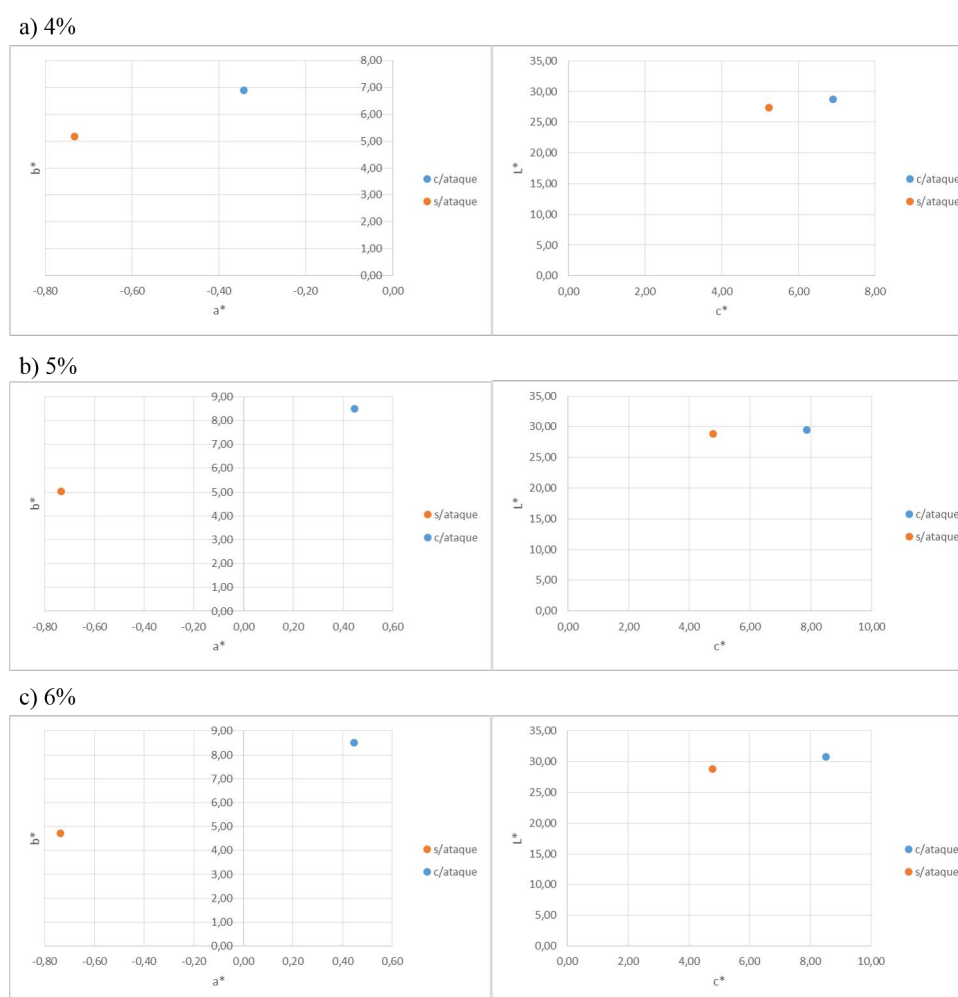 a) 4%
8,00
7,00
6,00
5,00
4,00
3,00
2,00
1,00
0,00
-0,80 -0,60 -0,40 -0,20 0,00
b*
a*
c/ataque
s/ataque
35,00
30,00
25,00
20,00
15,00
10,00
5,00
0,00
0,00 2,00 4,00 6,00 8,00
L*
c*
c/ataque
s/ataque
b) 5%
9,00
8,00
7,00
6,00
5,00
4,00
3,00
2,00
1,00
0,00
-0,80 -0,60 -0,40 -0,20 0,00 0,20 0,40 0,60
b*
a*
s/ataque
c/ataque
35,00
30,00
25,00
20,00
15,00
10,00
5,00
0,00
0,00 2,00 4,00 6,00 8,00 10,00
L*
c*
c/ataque
s/ataque
c) 6%
9,00
8,00
7,00
6,00
5,00
4,00
3,00
2,00
1,00
0,00
-0,80 -0,60 -0,40 -0,20 0,00 0,20 0,40 0,60
b*
a*
s/ataque
c/ataque
35,00
30,00
25,00
20,00
15,00
10,00
5,00
0,00
0,00 2,00 4,00 6,00 8,00 10,00
L*
c*
c/ataque
s/ataque